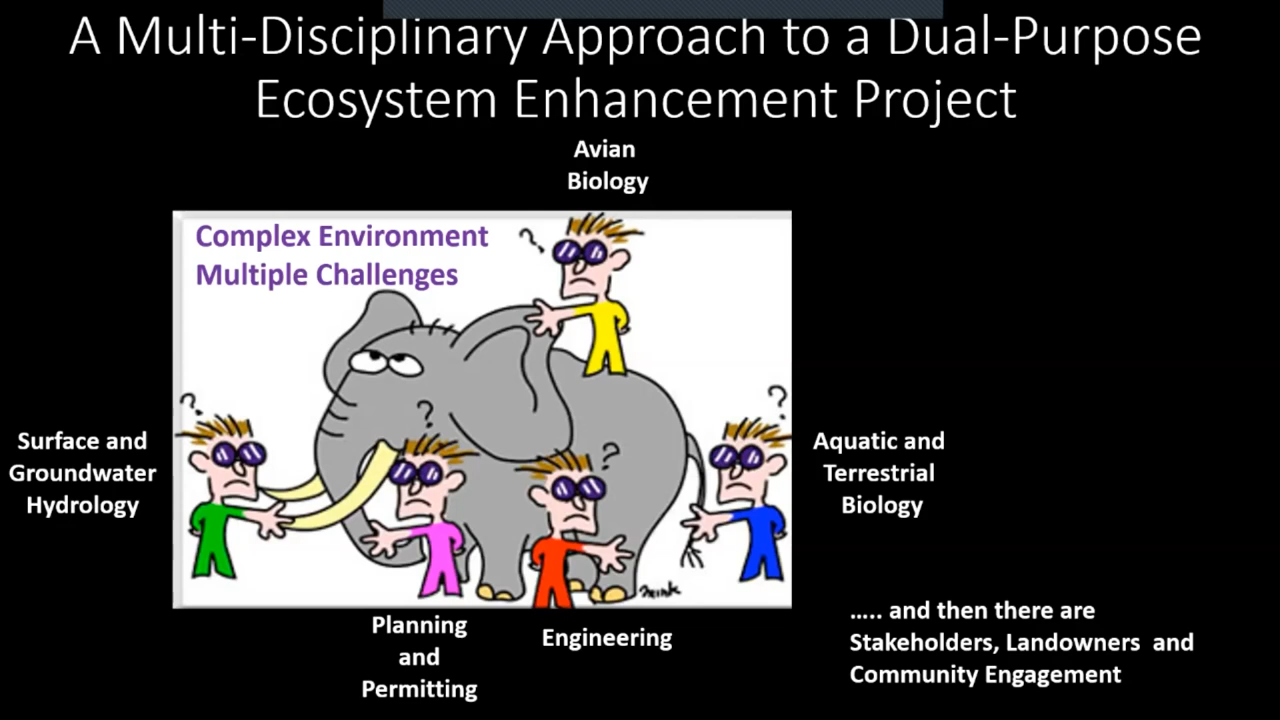 A Multi-Disciplinary Approach to a Dual-Purpose
Ecosystem Enhancement Project
Avian
Biology
Complex Environment
Multiple Challenges
?
?
?
?
?
Surface and
Groundwater
Hydrology
Aquatic and
Terrestrial
Biology
Planning
and
Permitting
Engineering
….. and then there are
Stakeholders, Landowners and
Community Engagement